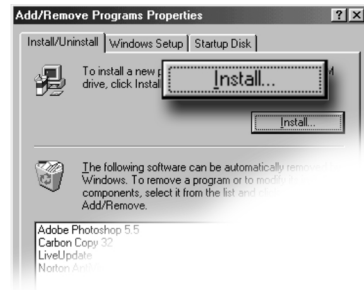 Add/Remove Programs Properties
Install/Uninstall Windows Setup Startup Disk
To install a new
drive, click Install
Install...
Install...
The following software can be automatically
Windows. To remove a program or to
components, select it from the list and
Add/Remove.
Adobe Photoshop 5.5
Carbon Copy 32
LiveUpdate
Norton